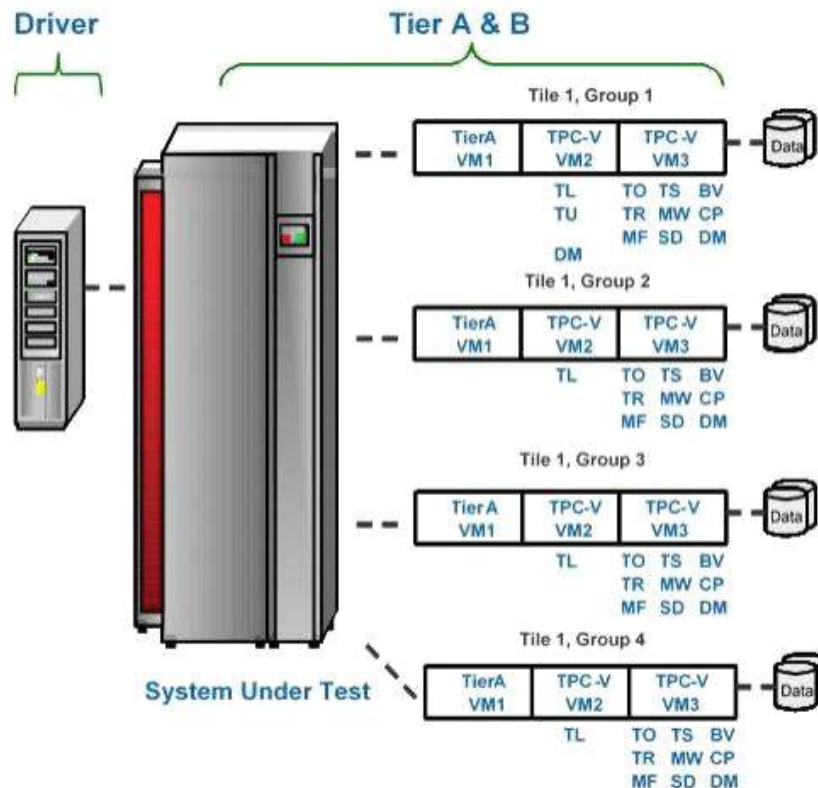 Driver
Tier A & B
Tile 1, Group 1
TierA TPC-V TPC-V
VM1 VM2 VM3
Data
TL TO TS BV
TU TR MW CP
MF SD DM
DM
Tile 1, Group 2
TierA TPC-V TPC-V
VM1 VM2 VM3
Data
TL TO TS BV
TR MW CP
MF SD DM
Tile 1, Group 3
TierA TPC-V TPC-V
VM1 VM2 VM3
Data
TL TO TS BV
TR MW CP
MF SD DM
Tile 1, Group 4
System Under Test
TierA TPC-V TPC-V
VM1 VM2 VM3
Data
TL TO TS BV
TR MW CP
MF SD DM